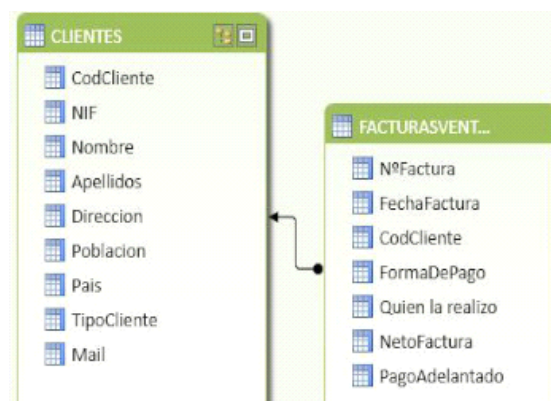 CLIENTES
CodCliente
NIF
Nombre
Apellidos
Direccion
Poblacion
Pais
TipoCliente
Mail
FACTURASVENT...
NºFactura
FechaFactura
CodCliente
FormaDePago
Quien la realizo
NetoFactura
PagoAdelantado